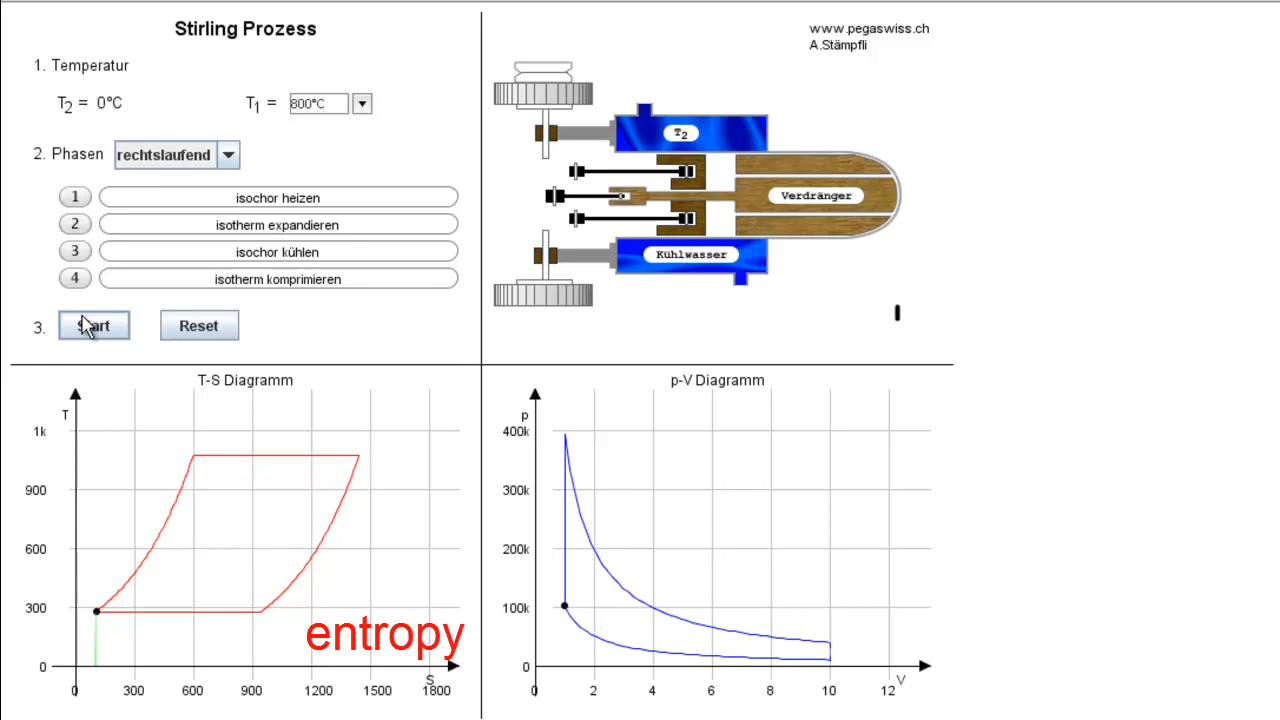 Stirling Prozess
1. Temperatur
T2 = 0°C
T1 = 800°C
2. Phasen rechtslaufend
1 isochor heizen
2 isotherm expandieren
3 isochor kühlen
4 isotherm komprimieren
3. Start Reset
www.pegaswiss.ch
A.Stämpfli
T2
Verdränger
Kühlwasser
T-S Diagramm
T
1k
900
600
300
0
entropy
S
0 300 600 900 1200 1500 1800
p-V Diagramm
p
400k
300k
200k
100k
0
V
0 2 4 6 8 10 12